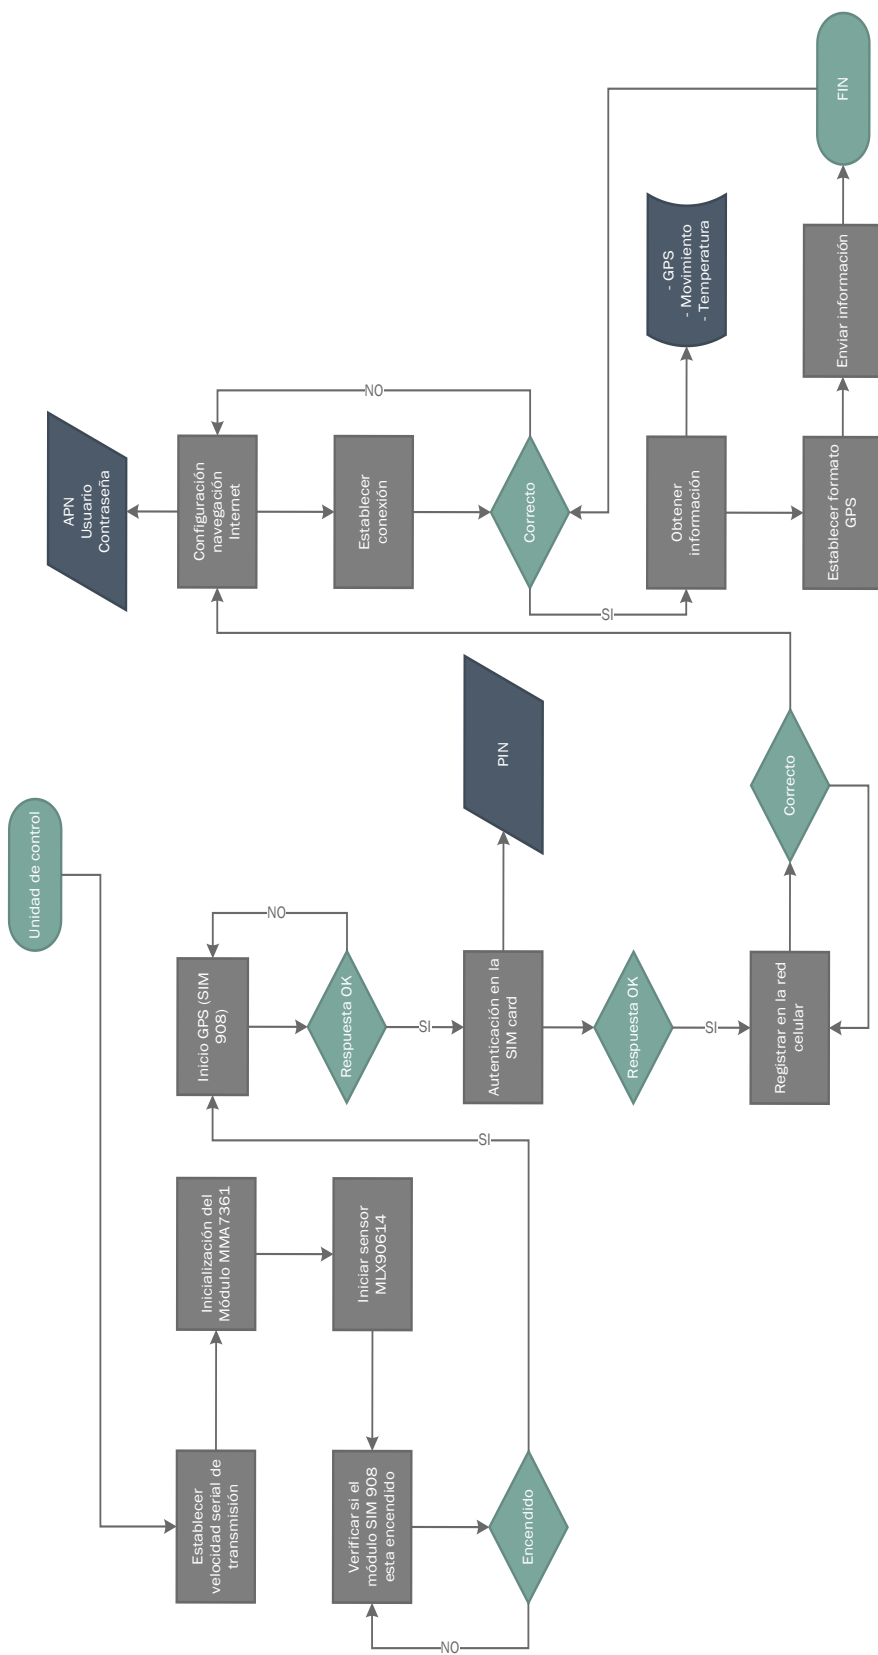 Unidad de control
Establecer
velocidad serial de
transmisión
Inicialización del
Módulo MMA7361
Iniciar sensor
MLX90614
Verificar si el
módulo SIM 908
esta encendido
Encendido
NO
SI
Inicio GPS (SIM
908)
Respuesta OK
NO
SI
Autenticación en la
SIM card
PIN
Respuesta OK
SI
Registrar en la red
celular
Correcto
Configuración
navegación
Internet
APN
Usuario
Contraseña
Establecer
conexión
Correcto
NO
SI
Obtener
información
- GPS
- Movimiento
- Temperatura
Establecer formato
GPS
Enviar información
FIN